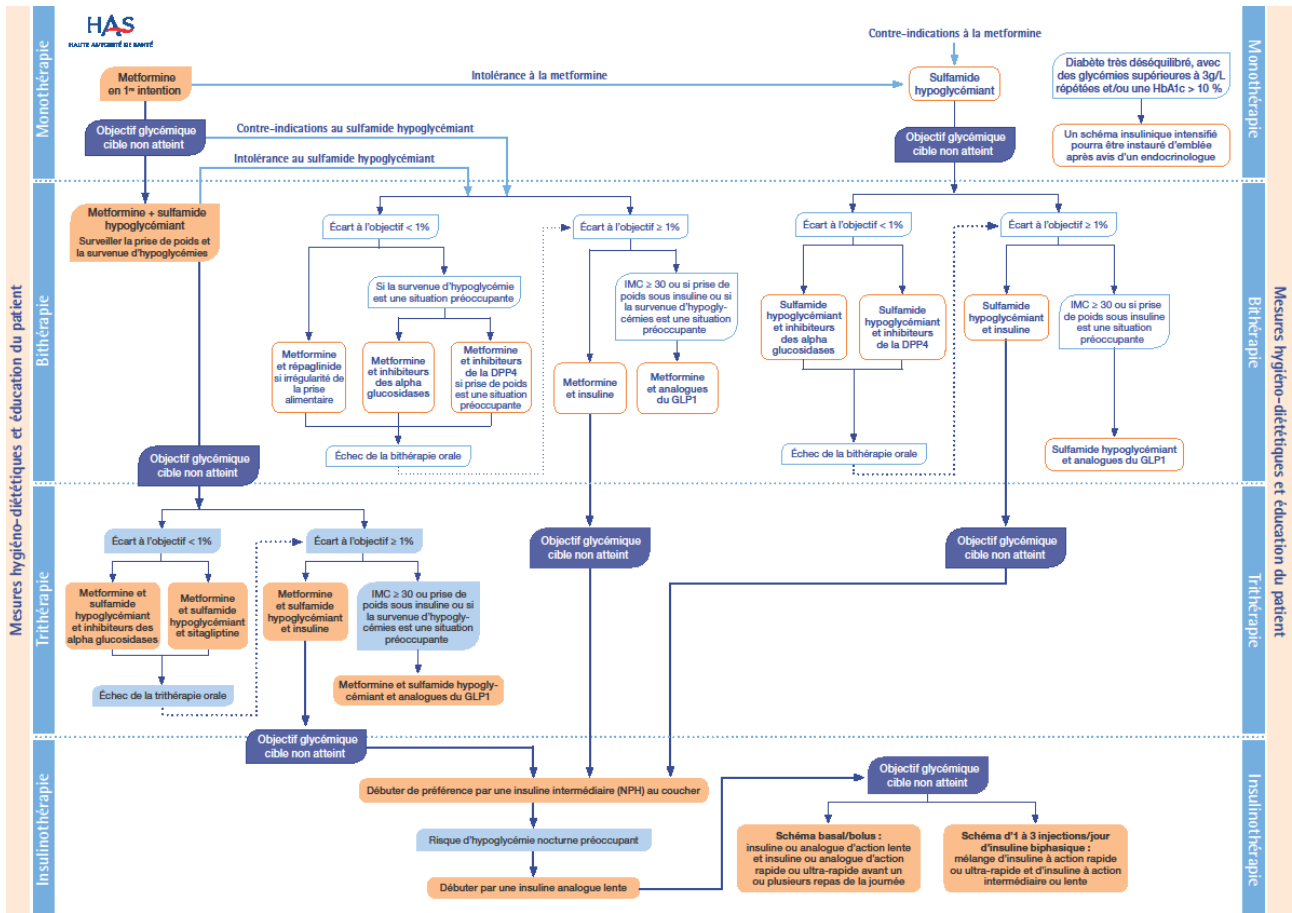 HAS
HAUTE AUTORITÉ DE SANTÉ
Mesures hygiéno-diététiques et éducation du patient
Monothérapie
Metformine
en 1re intention
Intolérance à la metformine
Contre-indications à la metformine
Sulfamide
hypoglycémiant
Diabète très déséquilibré, avec
des glycémies supérieures à 3g/L
répétées et/ou une HbA1c > 10 %
Objectif glycémique
cible non atteint
Contre-indications au sulfamide hypoglycémiant
Intolérance au sulfamide hypoglycémiant
Objectif glycémique
cible non atteint
Un schéma insulinique intensifié
pourra être instauré d'emblée
après avis d'un endocrinologue
Monothérapie
Bithérapie
Metformine + sulfamide
hypoglycémiant
Surveiller la prise de poids et
la survenue d'hypoglycémies
Écart à l'objectif < 1%
Écart à l'objectif ≥ 1%
Si la survenue d'hypoglycémie
est une situation préoccupante
IMC ≥ 30 ou si prise de
poids sous insuline ou si
la survenue d'hypogly-
cémies est une situation
préoccupante
Metformine
et répaglinide
si irrégularité de
la prise
alimentaire
Metformine
et inhibiteurs
des alpha
glucosidases
Metformine
et inhibiteurs
de la DPP4
si prise de poids
est une situation
préoccupante
Metformine
et insuline
Metformine
et analogues
du GLP1
Échec de la bithérapie orale
Écart à l'objectif < 1%
Écart à l'objectif ≥ 1%
Sulfamide
hypoglycémiant
et inhibiteurs
des alpha
glucosidases
Sulfamide
hypoglycémiant
et inhibiteurs
de la DPP4
Sulfamide
hypoglycémiant
et insuline
IMC ≥ 30 ou si prise
de poids sous insuline
est une situation
préoccupante
Échec de la bithérapie orale
Sulfamide hypoglycémiant
et analogues du GLP1
Bithérapie
Objectif glycémique
cible non atteint
Trithérapie
Écart à l'objectif < 1%
Écart à l'objectif ≥ 1%
Metformine et
sulfamide
hypoglycémiant
et inhibiteurs des
alpha glucosidases
Metformine
et sulfamide
hypoglycémiant
et sitagliptine
Metformine
et sulfamide
hypoglycémiant
et insuline
IMC ≥ 30 ou prise de
poids sous insuline ou si
la survenue d'hypogly-
cémies est une situation
préoccupante
Échec de la trithérapie orale
Metformine et sulfamide hypogly-
cémiant et analogues du GLP1
Objectif glycémique
cible non atteint
Objectif glycémique
cible non atteint
Trithérapie
Objectif glycémique
cible non atteint
Insulinothérapie
Débuter de préférence par une insuline intermédiaire (NPH) au coucher
Risque d'hypoglycémie nocturne préoccupant
Débuter par une insuline analogue lente
Objectif glycémique
cible non atteint
Schéma basal/bolus :
insuline ou analogue d'action lente
et insuline ou analogue d'action
rapide ou ultra-rapide avant un
ou plusieurs repas de la journée
Schéma d'1 à 3 injections/jour
d'insuline biphasique :
mélange d'insuline à action rapide
ou ultra-rapide et d'insuline à action
intermédiaire ou lente
Insulinothérapie
Mesures hygiéno-diététiques et éducation du patient